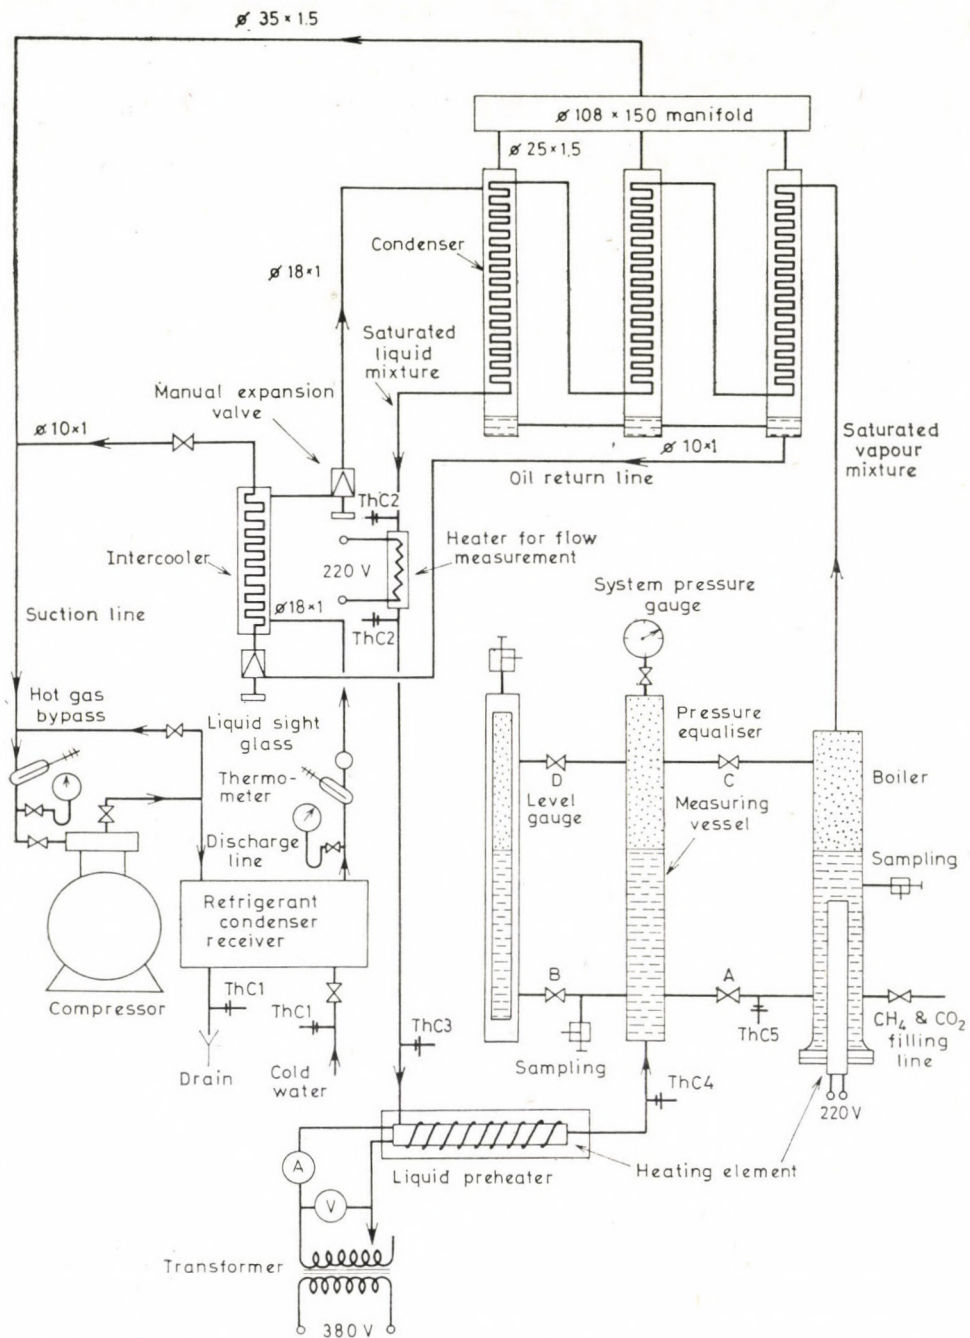 ø 35 × 1.5
ø 108 × 150 manifold
ø 25 × 1.5
Condenser
ø 18 × 1
Saturated
liquid
mixture
Manual expansion
valve
ø 10 × 1
ø 10 × 1
Saturated
vapour
mixture
Oil return line
ThC2
Heater for flow
measurement
Intercooler
220 V
System pressure
gauge
ø 18 × 1
Suction line
ThC2
Hot gas
bypass
Liquid sight
glass
Pressure
equaliser
Thermo-
meter
D
C
Boiler
Level
gauge
Measuring
vessel
Discharge
line
Sampling
Refrigerant
condenser
receiver
B
A
Compressor
ThC1
ThC1
ThC3
ThC5
CH4 & CO2
filling
line
Drain
Cold
water
Sampling
ThC4
220 V
A
Liquid preheater
Heating element
V
Transformer
380 V